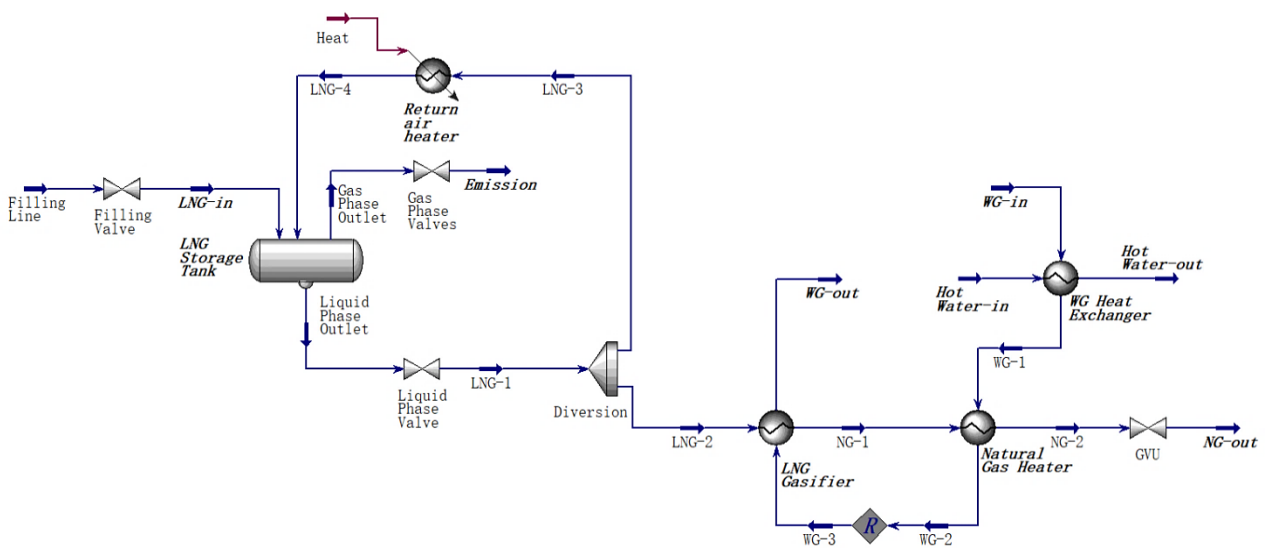 Heat
LNG-4
LNG-3
Return
air
heater
Filling
Line
Filling
Valve
LNG-in
Gas
Phase
Outlet
Gas
Phase
Valves
Emission
LNG
Storage
Tank
Liquid
Phase
Outlet
Liquid
Phase
Valve
LNG-1
Diversion
WG-in
Hot
Water-in
Hot
Water-out
WG Heat
Exchanger
WG-out
WG-1
LNG-2
LNG
Gasifier
NG-1
Natural
Gas Heater
NG-2
GVU
NG-out
WG-3
R
WG-2